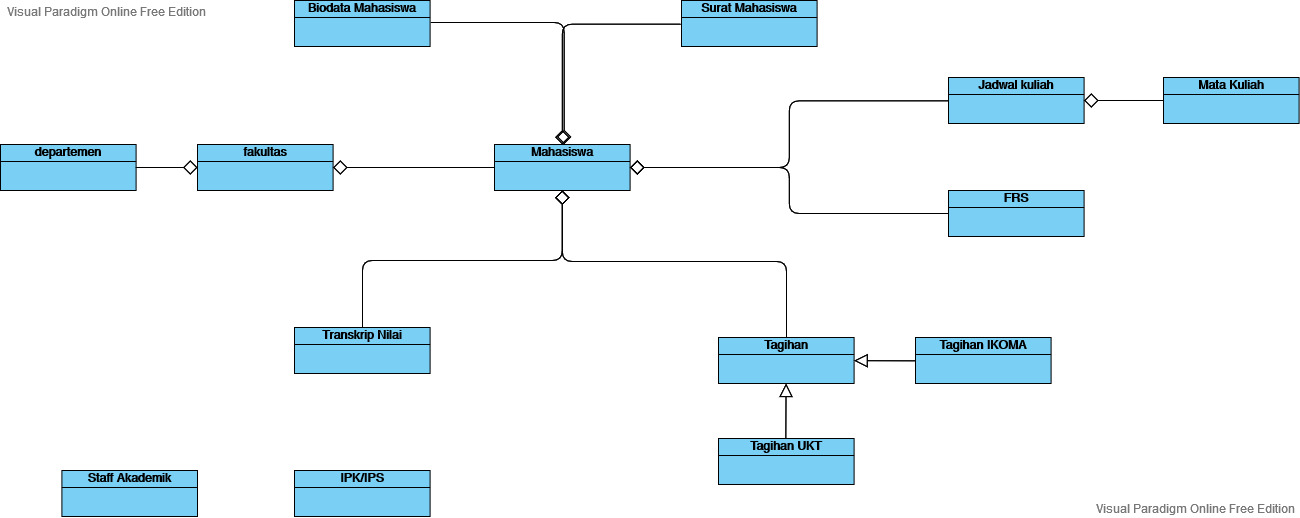 Visual Paradigm Online Free Edition
Biodata Mahasiswa
Surat Mahasiswa
Jadwal kuliah
Mata Kuliah
departemen
fakultas
Mahasiswa
FRS
Transkrip Nilai
Tagihan
Tagihan IKOMA
Tagihan UKT
Staff Akademik
IPK/IPS
Visual Paradigm Online Free Edition